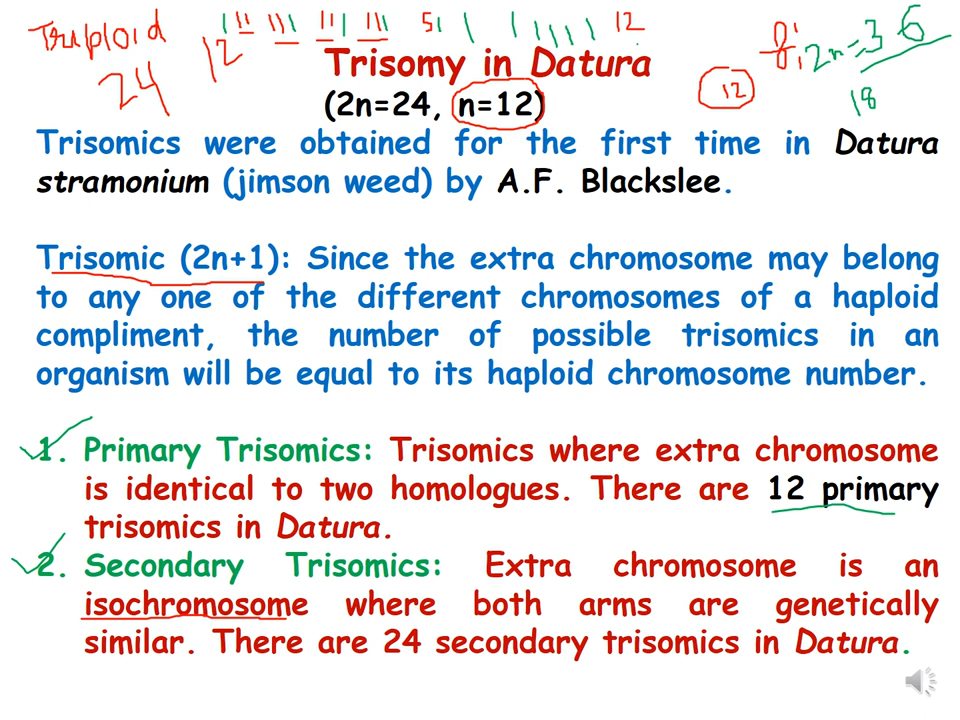 Truploid 5 12 2n=36
24 12 12 18
Trisomy in Datura
(2n=24, n=12)
Trisomics were obtained for the first time in Datura
stramonium (jimson weed) by A.F. Blackslee.
Trisomic (2n+1): Since the extra chromosome may belong
to any one of the different chromosomes of a haploid
compliment, the number of possible trisomics in an
organism will be equal to its haploid chromosome number.
1. Primary Trisomics: Trisomics where extra chromosome
is identical to two homologues. There are 12 primary
trisomics in Datura.
2. Secondary Trisomics: Extra chromosome is an
isochromosome where both arms are genetically
similar. There are 24 secondary trisomics in Datura.